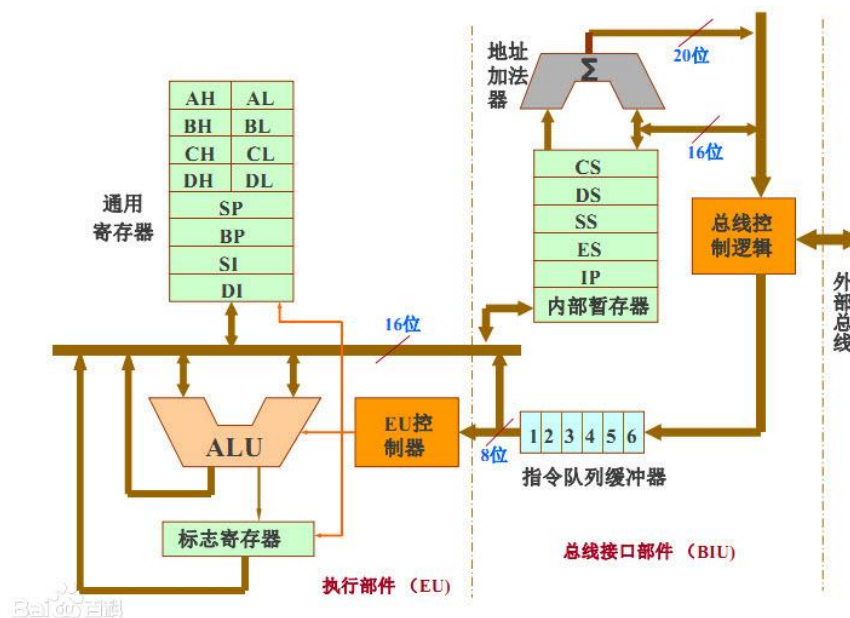 地址
加法
器
Σ
20位
16位
AH AL
BH BL
CH CL
DH DL
SP
BP
SI
DI
通用
寄存器
CS
DS
SS
ES
IP
内部暂存器
总线控
制逻辑
外部总线
16位
ALU
EU控
制器
8位
1 2 3 4 5 6
指令队列缓冲器
标志寄存器
执行部件 （EU）
总线接口部件 （BIU）
Bai百科